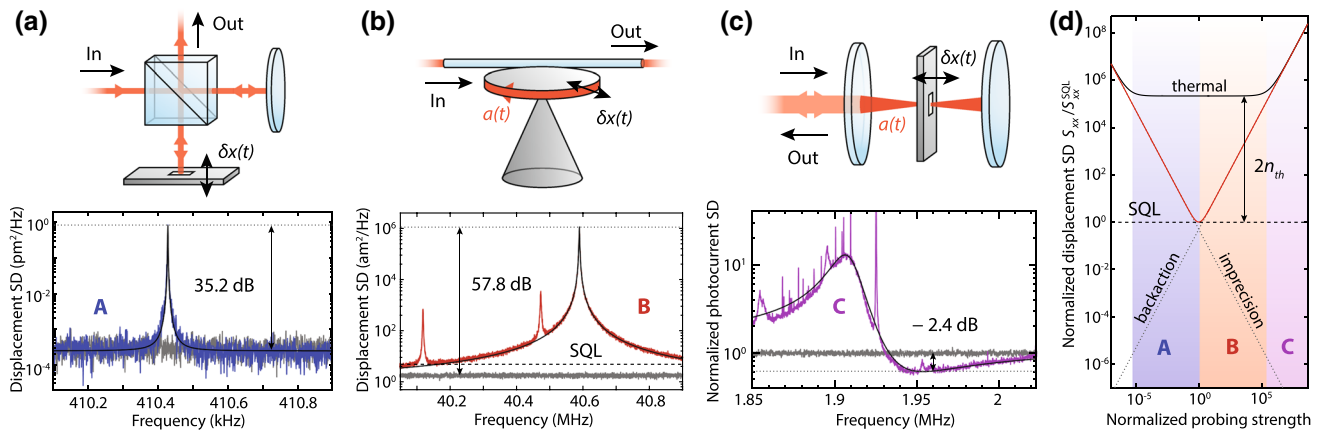 (a)
Out
In
δx(t)
Displacement SD (pm²/Hz)
10⁰
10⁻²
10⁻⁴
A
35.2 dB
410.2 410.4 410.6 410.8
Frequency (kHz)
(b)
Out
In
a(t)
δx(t)
Displacement SD (am²/Hz)
10⁶
10⁴
10²
10⁰
57.8 dB
B
SQL
40.2 40.4 40.6 40.8
Frequency (MHz)
(c)
In
δx(t)
a(t)
Out
Normalized photocurrent SD
10¹
10⁰
C
− 2.4 dB
1.85 1.9 1.95 2
Frequency (MHz)
(d)
Normalized displacement SD Sxx/SxxSQL
10⁸
10⁶
10⁴
10²
10⁰
10⁻²
10⁻⁴
10⁻⁶
thermal
2nth
SQL
backaction
imprecision
A B C
10⁻⁵ 10⁰ 10⁵
Normalized probing strength